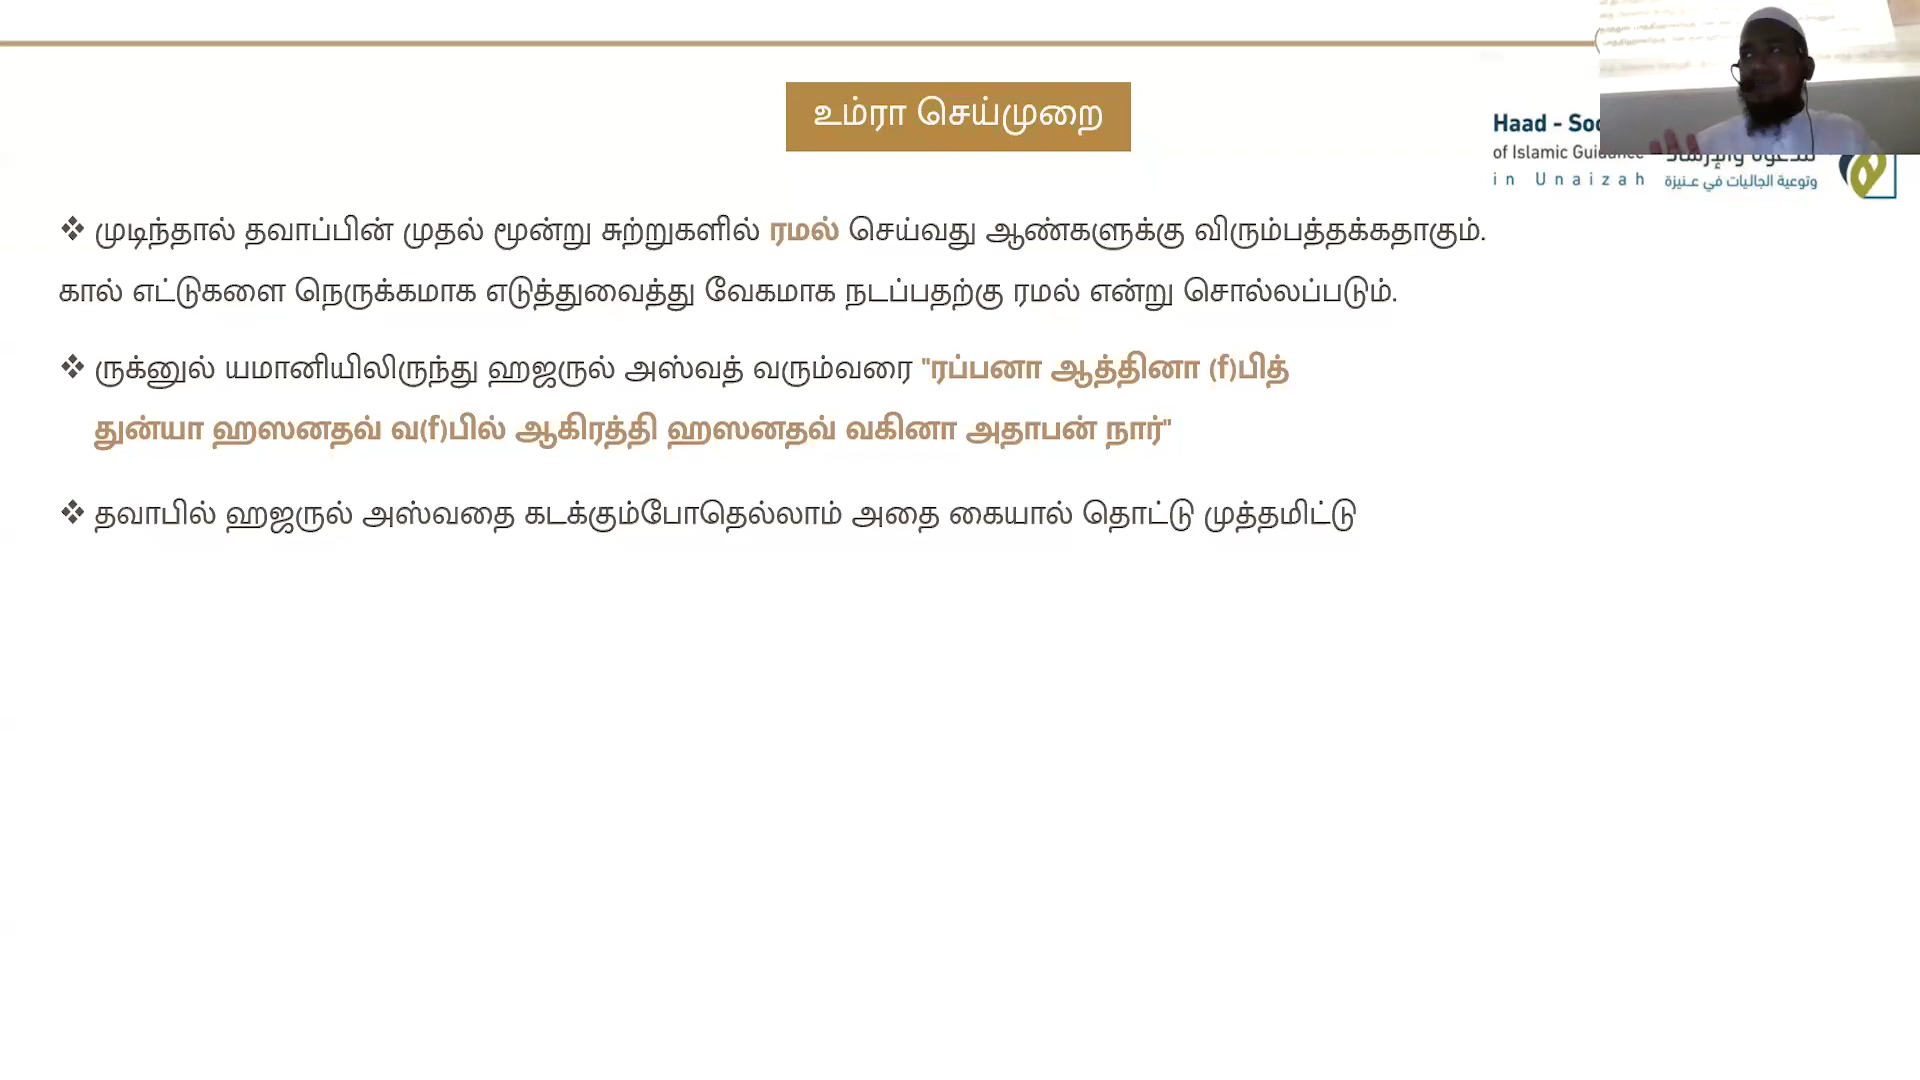 உம்ரா செய்முறை
Haad - Soc
of Islamic Guidance
in Unaizah
وتوعية الجاليات في عنيزة
❖ முடிந்தால் தவாப்பின் முதல் மூன்று சுற்றுகளில் ரமல் செய்வது ஆண்களுக்கு விரும்பத்தக்கதாகும்.
கால் எட்டுகளை நெருக்கமாக எடுத்துவைத்து வேகமாக நடப்பதற்கு ரமல் என்று சொல்லப்படும்.
❖ ருக்னுல் யமானியிலிருந்து ஹஜருல் அஸ்வத் வரும்வரை "ரப்பனா ஆத்தினா (f)பித்
துன்யா ஹஸனதவ் வ(f)பில் ஆகிரத்தி ஹஸனதவ் வகினா அதாபன் நார்"
❖ தவாபில் ஹஜருல் அஸ்வதை கடக்கும்போதெல்லாம் அதை கையால் தொட்டு முத்தமிட்டு